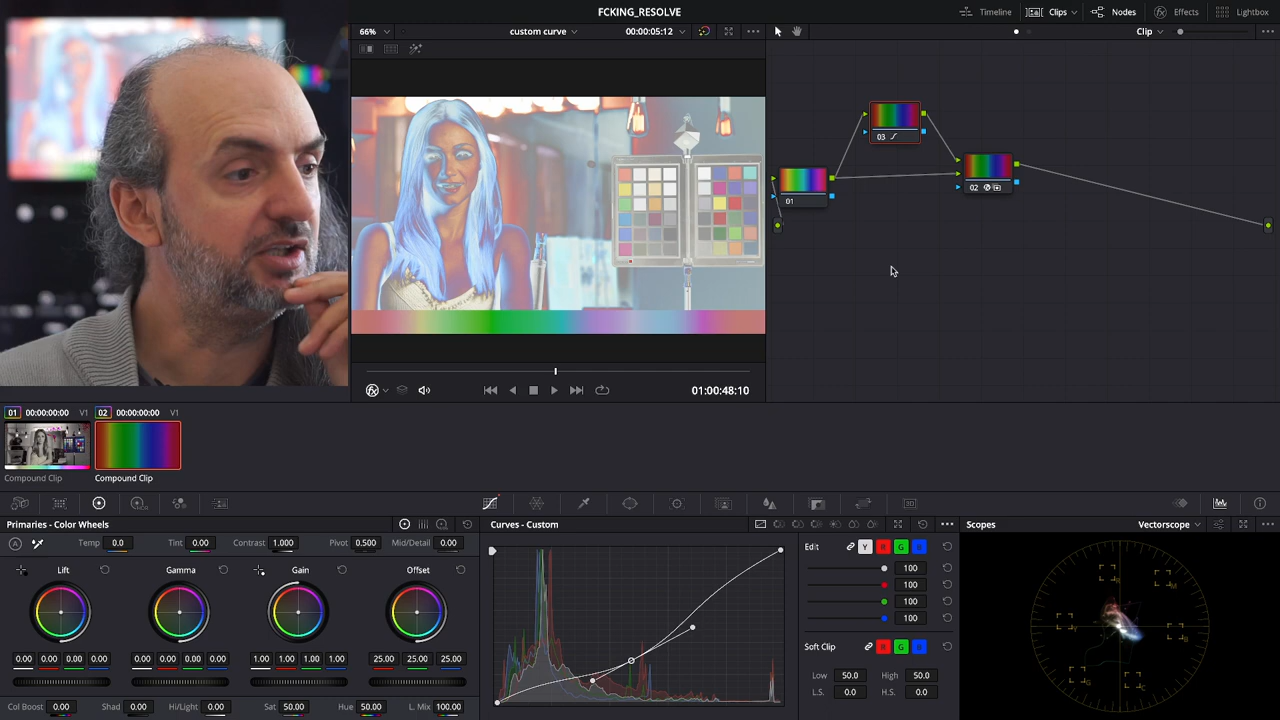 FCKING_RESOLVE
Timeline
Clips
Nodes
Effects
Lightbox
66%
custom curve
00:00:05:12
Clip
03
01
02
01:00:48:10
01 00:00:00:00 V1
02 00:00:00:00 V1
Compound Clip
Compound Clip
Primaries - Color Wheels
Temp 0.0
Tint 0.00
Contrast 1.000
Pivot 0.500
Mid/Detail 0.00
Lift
Gamma
Gain
Offset
0.00 0.00 0.00 0.00
0.00 0.00 0.00 0.00
1.00 1.00 1.00 1.00
25.00 25.00 25.00
Col Boost 0.00
Shad 0.00
Hi/Light 0.00
Sat 50.00
Hue 50.00
L. Mix 100.00
Curves - Custom
Edit
Y R G B
100
100
100
100
Soft Clip
R G B
Low 50.0 High 50.0
L.S. 0.0 H.S. 0.0
Scopes
Vectorscope